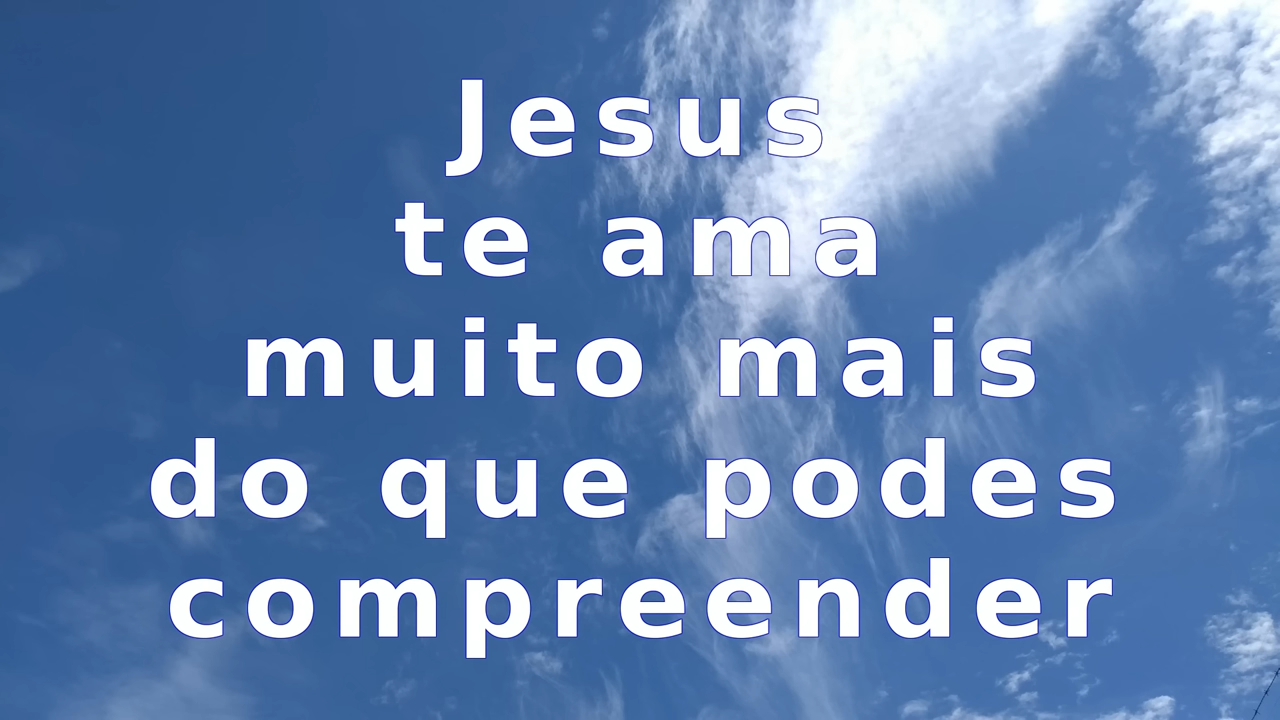 Jesus
te ama
muito mais
do que podes
compreender